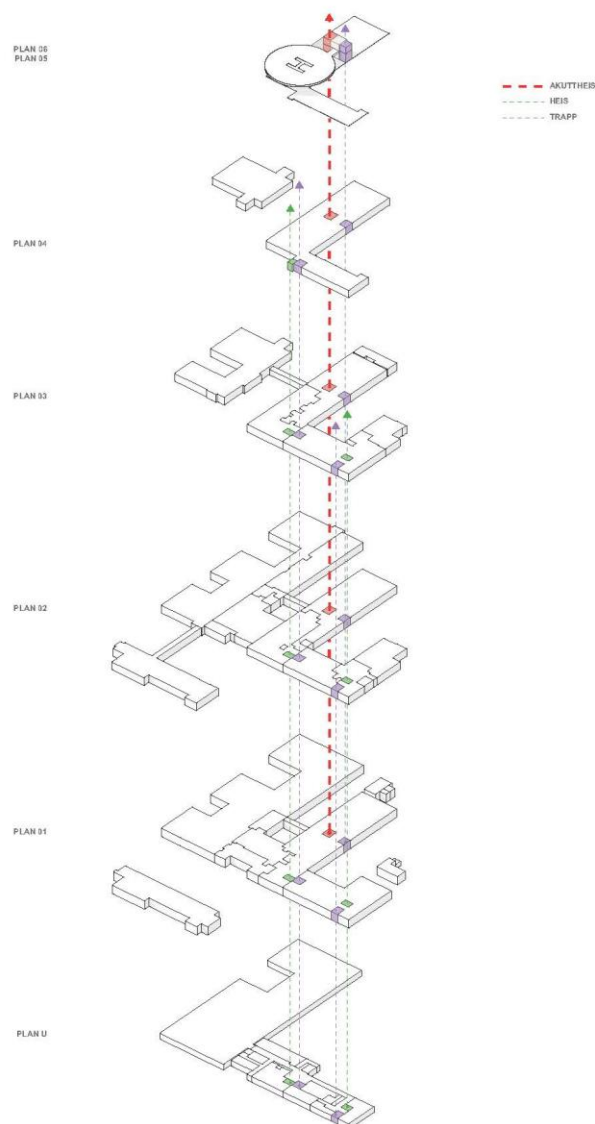 PLAN 06
PLAN 05
H
AKUTTHEIS
HEIS
TRAPP
PLAN 04
PLAN 03
PLAN 02
PLAN 01
PLAN U